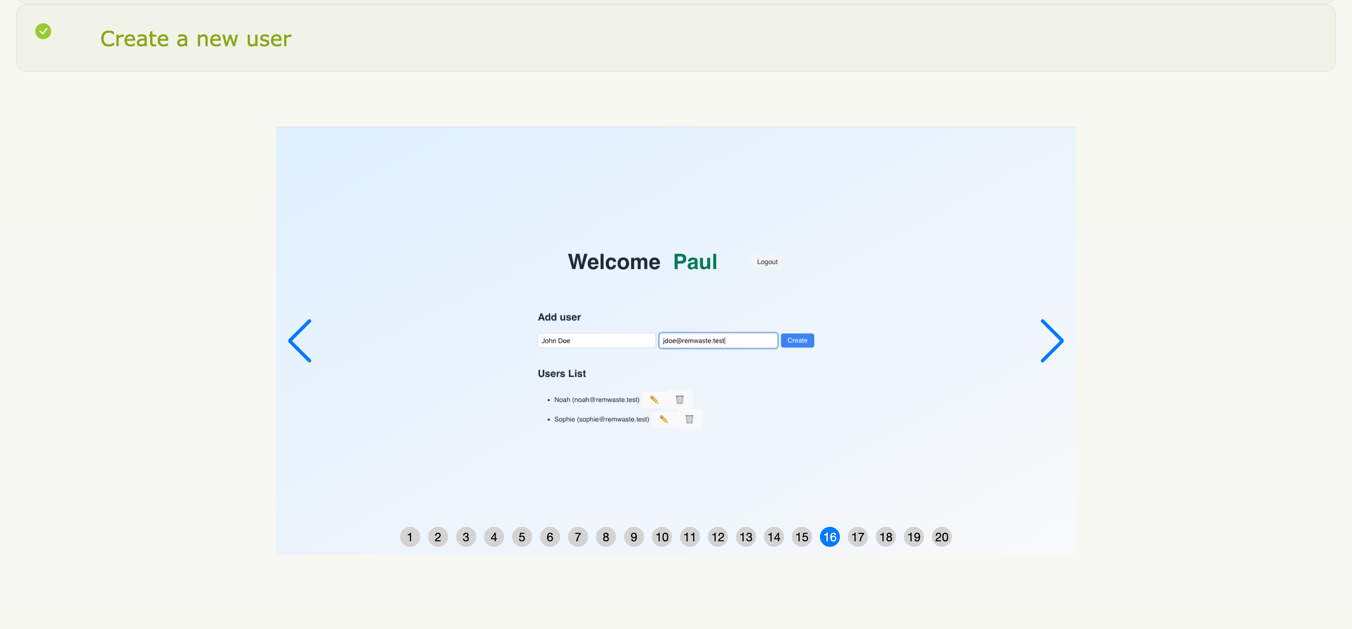 Create a new user
Welcome Paul
Logout
Add user
John Doe
jdoe@remwaste.test
Create
Users List
Noah (noah@remwaste.test)
Sophie (sophie@remwaste.test)
1 2 3 4 5 6 7 8 9 10 11 12 13 14 15 16 17 18 19 20